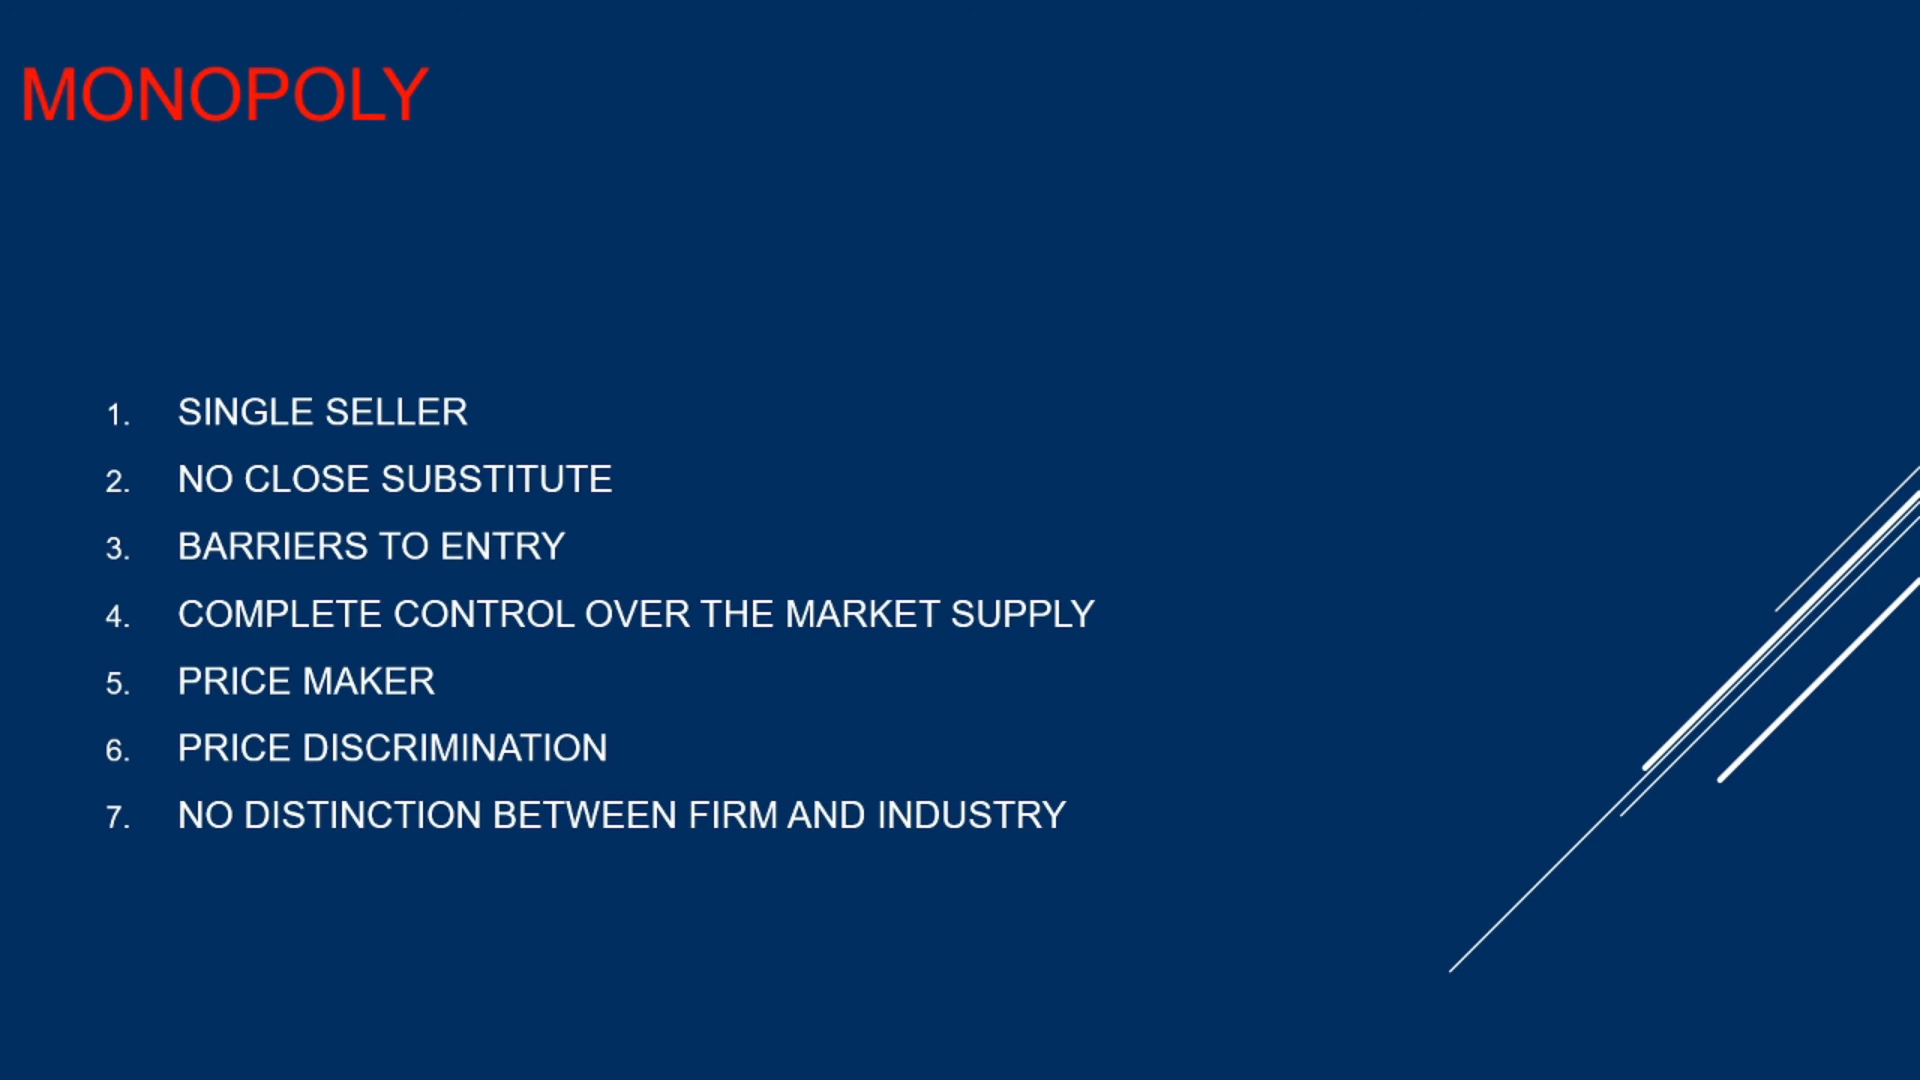 MONOPOLY
1. SINGLE SELLER
2. NO CLOSE SUBSTITUTE
3. BARRIERS TO ENTRY
4. COMPLETE CONTROL OVER THE MARKET SUPPLY
5. PRICE MAKER
6. PRICE DISCRIMINATION
7. NO DISTINCTION BETWEEN FIRM AND INDUSTRY